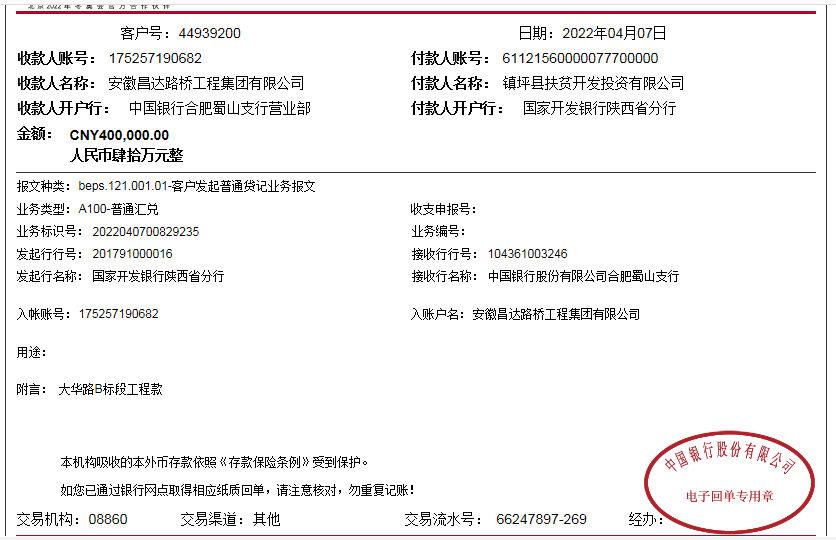 北京2022年冬奥会官方合作伙伴
客户号：44939200 日期：2022年04月07日
收款人账号： 175257190682 付款人账号： 61121560000077700000
收款人名称： 安徽昌达路桥工程集团有限公司 付款人名称： 镇坪县扶贫开发投资有限公司
收款人开户行： 中国银行合肥蜀山支行营业部 付款人开户行： 国家开发银行陕西省分行
金额： CNY400,000.00
人民币肆拾万元整
报文种类：beps.121.001.01-客户发起普通贷记业务报文
业务类型：A100-普通汇兑 收支申报号：
业务标识号：2022040700829235 业务编号：
发起行行号：201791000016 接收行行号：104361003246
发起行名称：国家开发银行陕西省分行 接收行名称：中国银行股份有限公司合肥蜀山支行
入帐账号：175257190682 入账户名：安徽昌达路桥工程集团有限公司
用途：
附言： 大华路B标段工程款
本机构吸收的本外币存款依照《存款保险条例》受到保护。
如您已通过银行网点取得相应纸质回单，请注意核对，勿重复记账！
交易机构：08860 交易渠道：其他 交易流水号： 66247897-269 经办：
中国银行股份有限公司
电子回单专用章